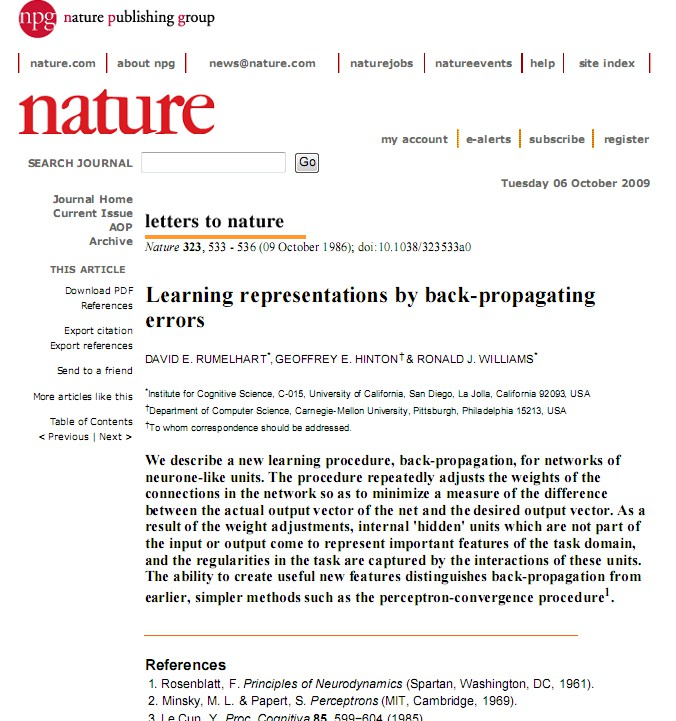 npg nature publishing group
nature.com
about npg
news@nature.com
naturejobs
natureevents
help
site index
nature
my account
e-alerts
subscribe
register
SEARCH JOURNAL
Go
Tuesday 06 October 2009
Journal Home
Current Issue
AOP
Archive
THIS ARTICLE
Download PDF
References
Export citation
Export references
Send to a friend
More articles like this
Table of Contents
< Previous | Next >
letters to nature
Nature 323, 533 - 536 (09 October 1986); doi:10.1038/323533a0
Learning representations by back-propagating
errors
DAVID E. RUMELHART*, GEOFFREY E. HINTON† & RONALD J. WILLIAMS*
*Institute for Cognitive Science, C-015, University of California, San Diego, La Jolla, California 92093, USA
†Department of Computer Science, Carnegie-Mellon University, Pittsburgh, Philadelphia 15213, USA
†To whom correspondence should be addressed.
We describe a new learning procedure, back-propagation, for networks of
neurone-like units. The procedure repeatedly adjusts the weights of the
connections in the network so as to minimize a measure of the difference
between the actual output vector of the net and the desired output vector. As a
result of the weight adjustments, internal 'hidden' units which are not part of
the input or output come to represent important features of the task domain,
and the regularities in the task are captured by the interactions of these units.
The ability to create useful new features distinguishes back-propagation from
earlier, simpler methods such as the perceptron-convergence procedure1.
References
1. Rosenblatt, F. Principles of Neurodynamics (Spartan, Washington, DC, 1961).
2. Minsky, M. L. & Papert, S. Perceptrons (MIT, Cambridge, 1969).
3. Le Cun, Y. Proc. Cognitiva 85, 599–604 (1985).